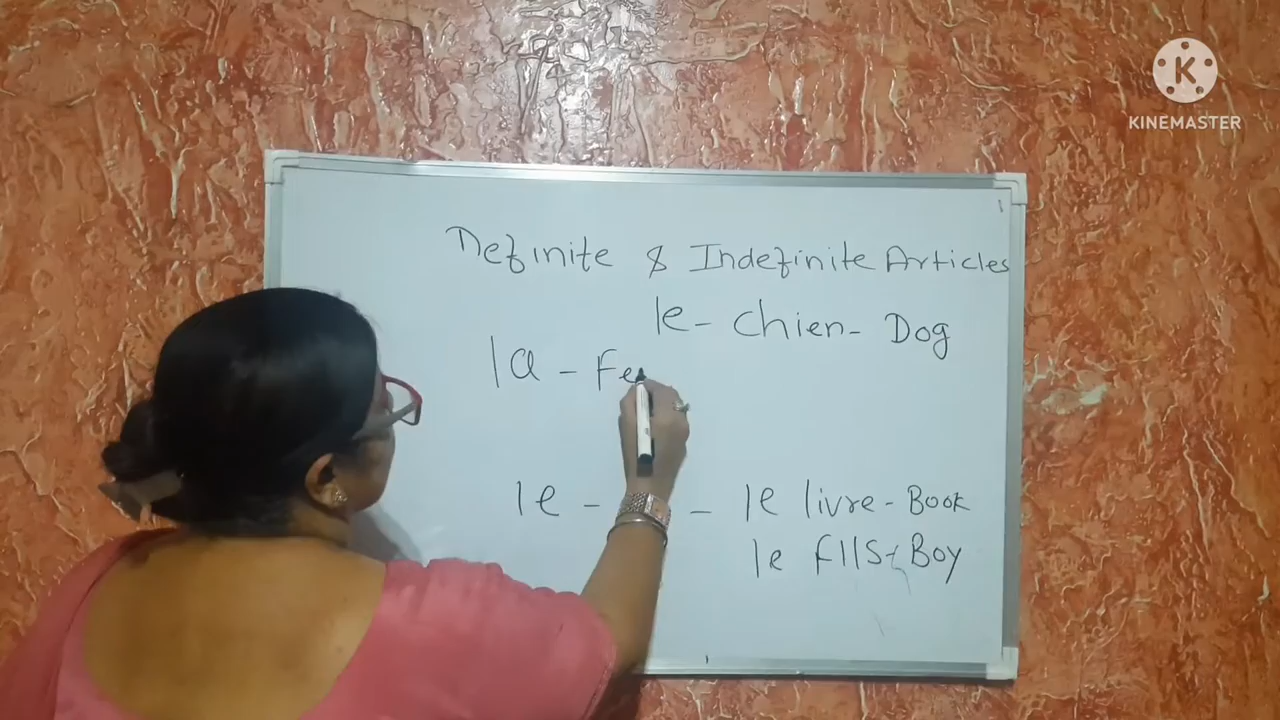 Definite & Indefinite Articles
le - chien - Dog
la - Fe
le - - le livre - Book
le fils - Boy
KINEMASTER